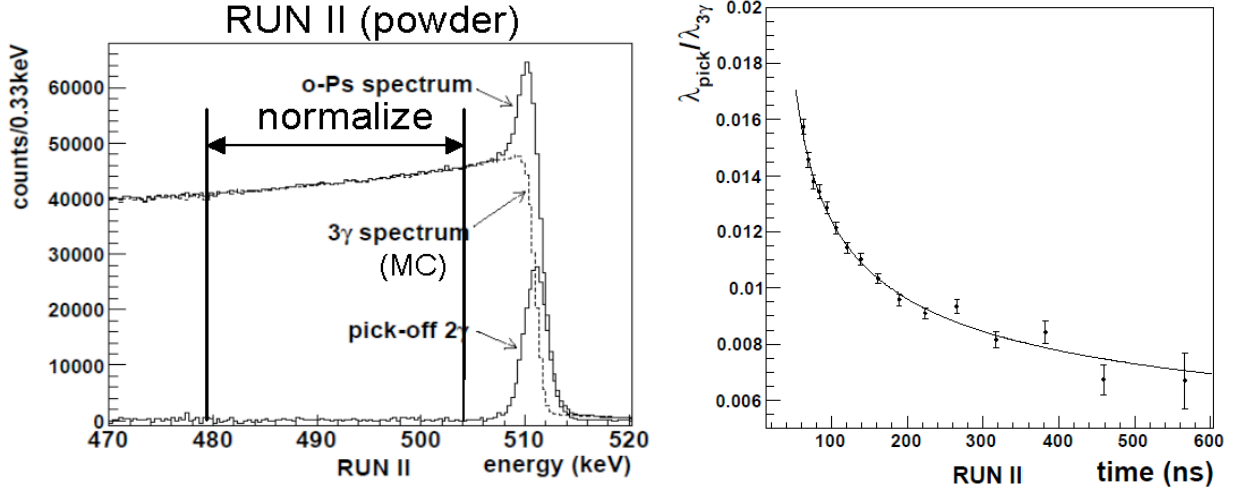 RUN II (powder)
counts/0.33keV
60000
50000
40000
30000
20000
10000
0
o-Ps spectrum
normalize
3γ spectrum
(MC)
pick-off 2γ
470 480 490 500 510 520
RUN II energy (keV)
λpick/λ3γ
0.02
0.018
0.016
0.014
0.012
0.01
0.008
0.006
100 200 300 400 500 600
RUN II time (ns)